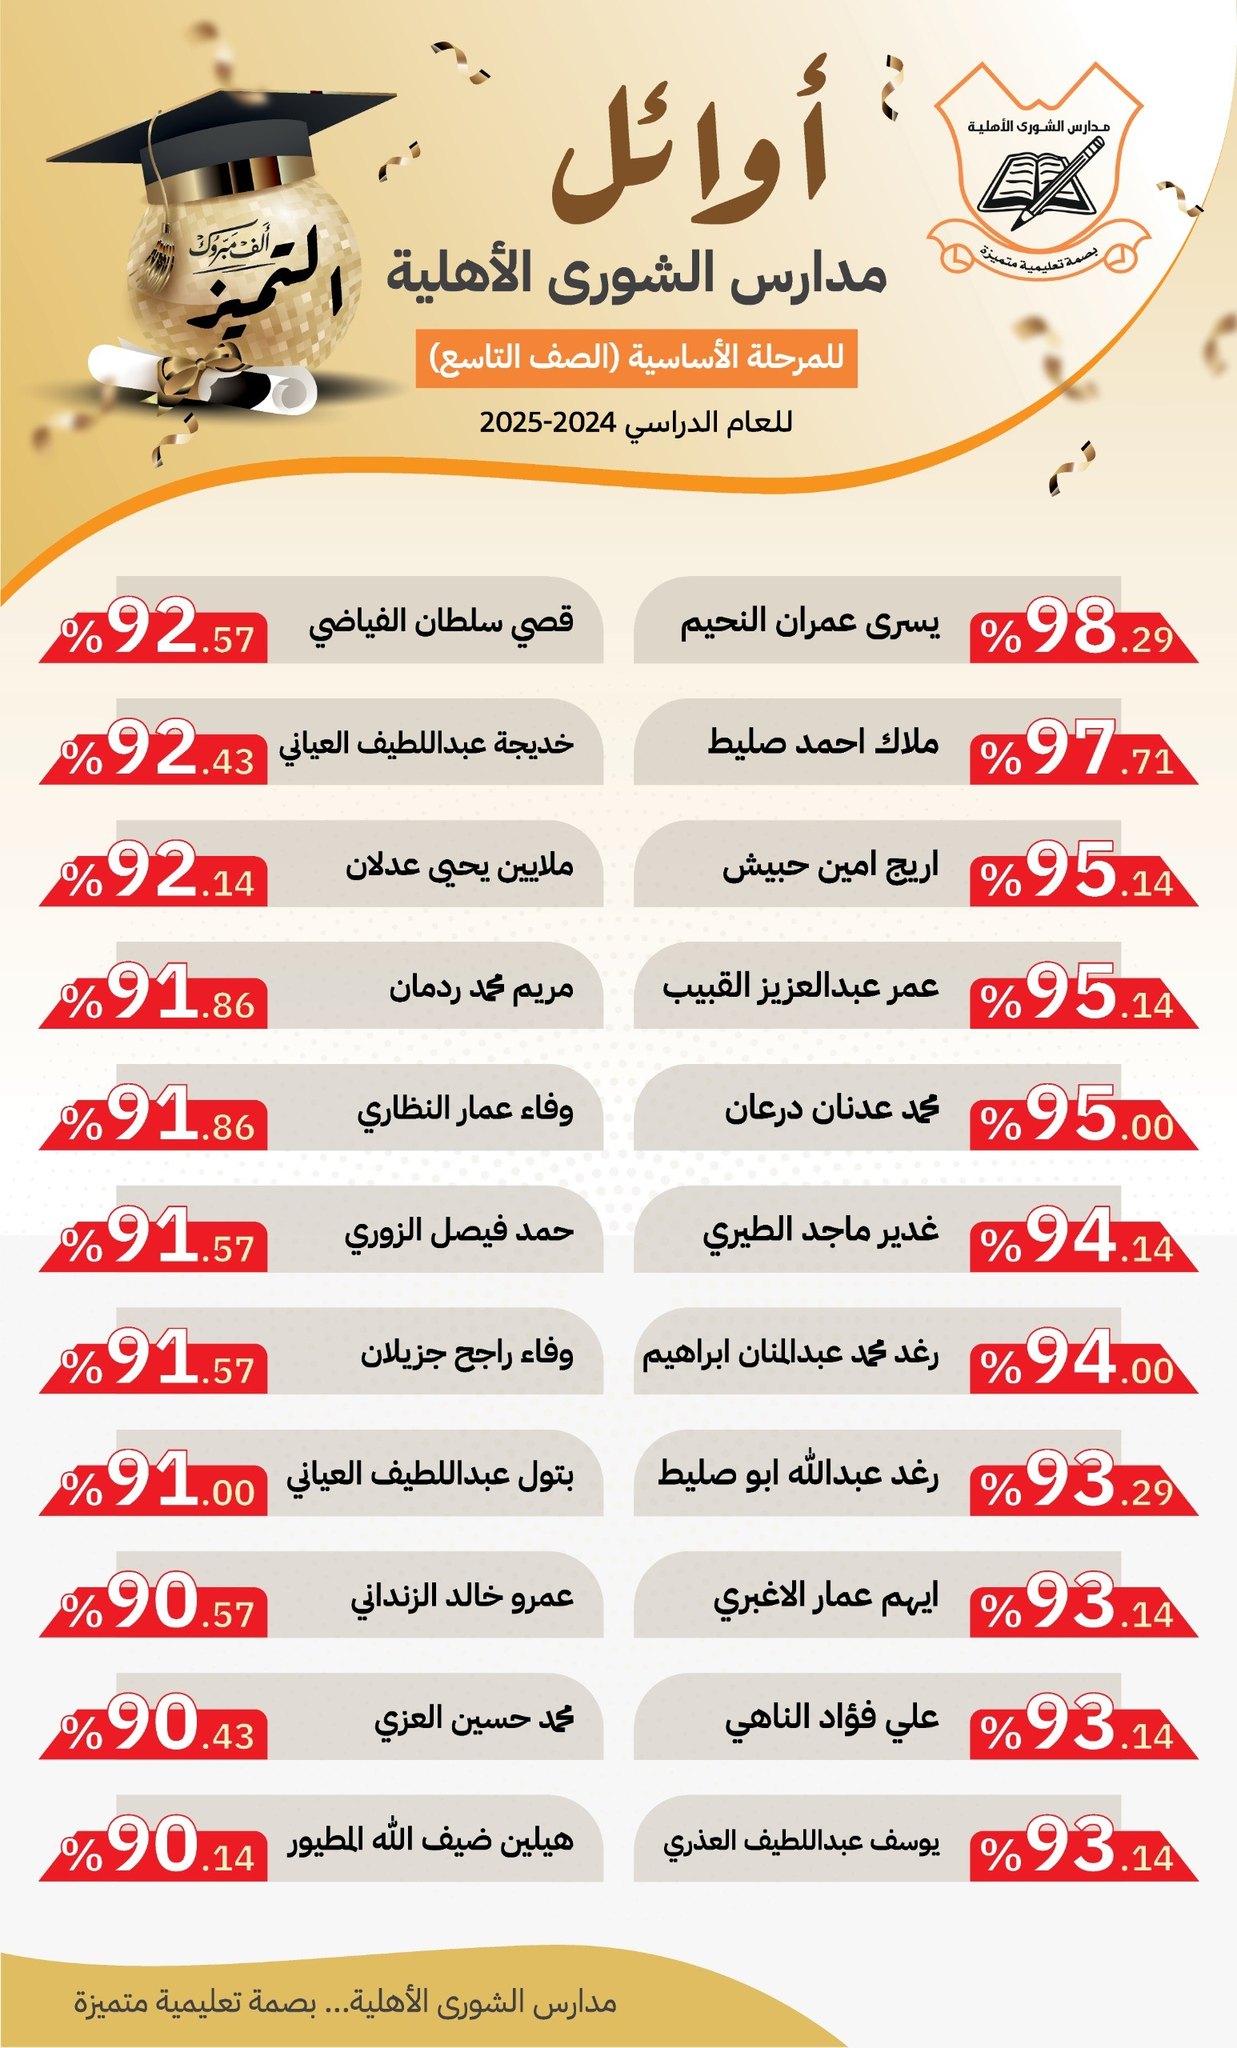 مدارس الشورى الأهلية
بصمة تعليمية متميزة
أوائل
مدارس الشورى الأهلية
للمرحلة الأساسية (الصف التاسع)
للعام الدراسي 2024-2025
ألف مبروك
التميز
يسرى عمران النحيم %98.29
ملاك احمد صليط %97.71
اريج امين حبيش %95.14
عمر عبدالعزيز القبيب %95.14
محمد عدنان درعان %95.00
غدير ماجد الطيري %94.14
رغد محمد عبدالمنان ابراهيم %94.00
رغد عبدالله ابو صليط %93.29
ايهم عمار الاغبري %93.14
علي فؤاد الناهي %93.14
يوسف عبداللطيف العذري %93.14
قصي سلطان الفياضي %92.57
خديجة عبداللطيف العياني %92.43
ملايين يحيى عدلان %92.14
مريم محمد ردمان %91.86
وفاء عمار النظاري %91.86
حمد فيصل الزوري %91.57
وفاء راجح جزيلان %91.57
بتول عبداللطيف العياني %91.00
عمرو خالد الزنداني %90.57
محمد حسين العزي %90.43
هيلين ضيف الله المطيور %90.14
مدارس الشورى الأهلية... بصمة تعليمية متميزة